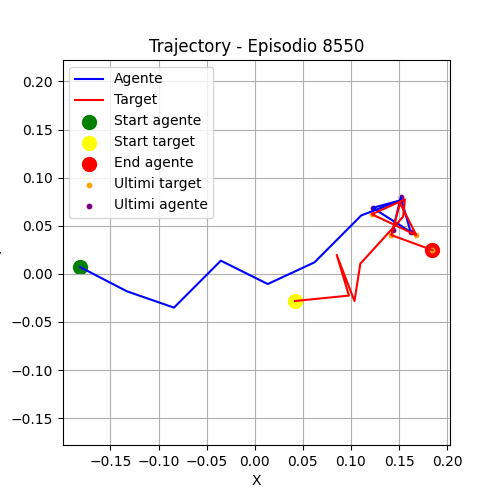 Trajectory - Episodio 8550
Agente
Target
Start agente
Start target
End agente
Ultimi target
Ultimi agente
0.20
0.15
0.10
0.05
0.00
−0.05
−0.10
−0.15
−0.15
−0.10
−0.05
0.00
0.05
0.10
0.15
0.20
X